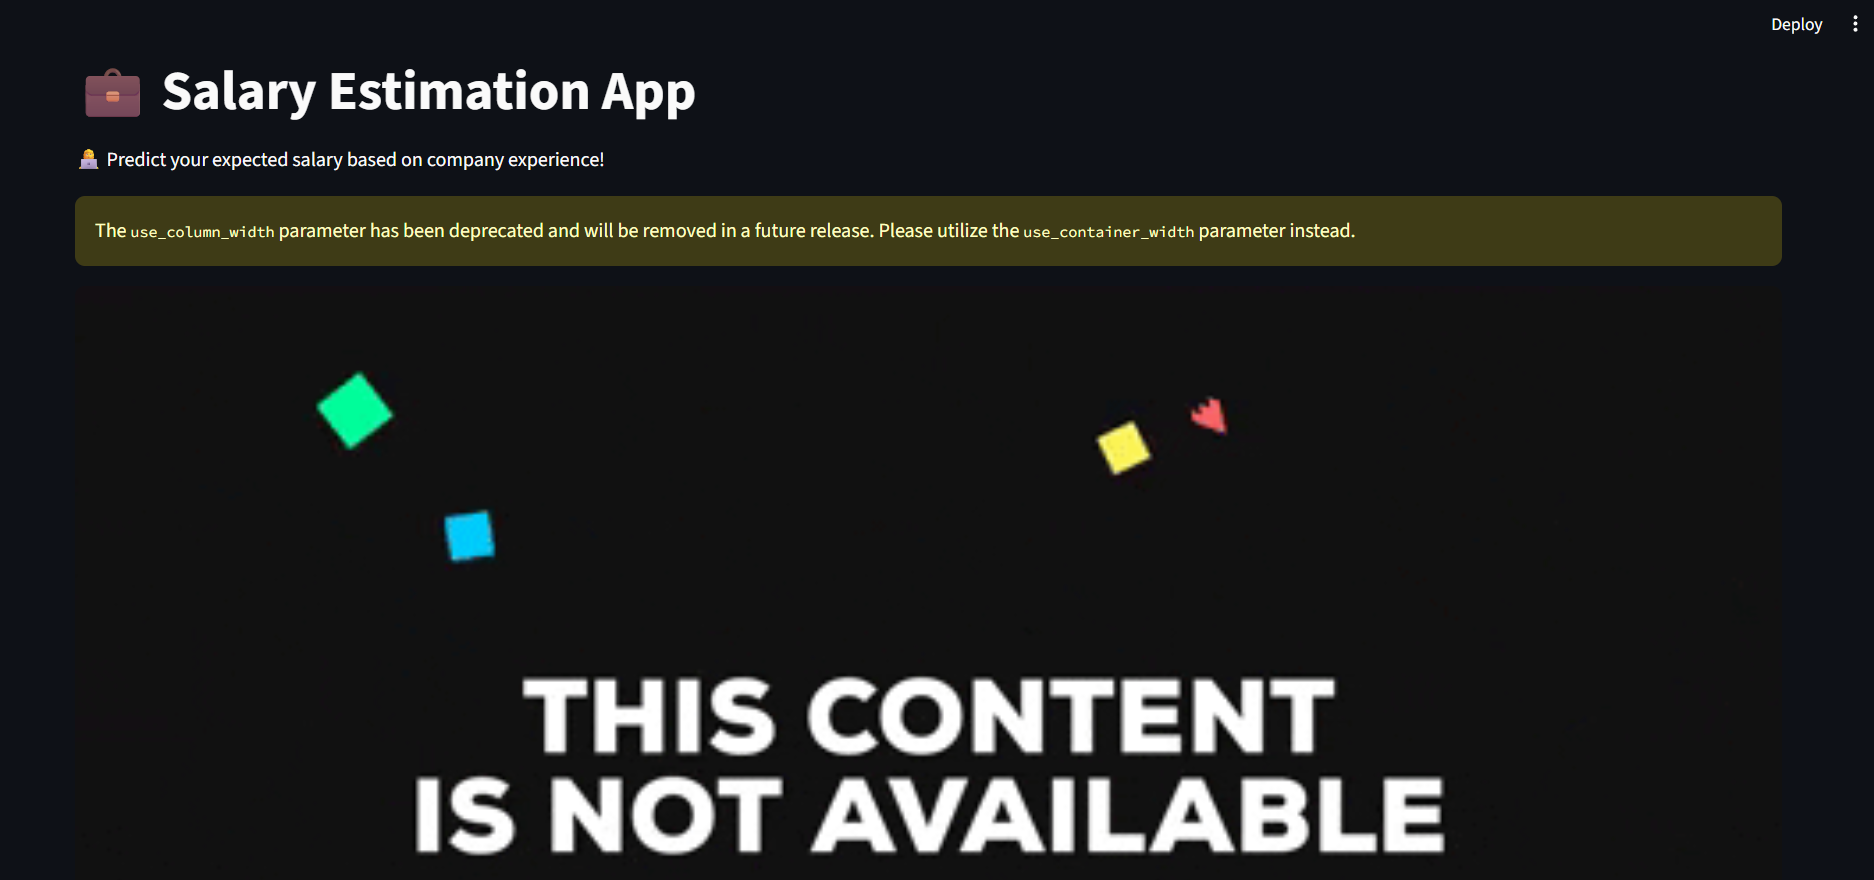 Deploy
Salary Estimation App
Predict your expected salary based on company experience!
The use_column_width parameter has been deprecated and will be removed in a future release. Please utilize the use_container_width parameter instead.
THIS CONTENT
IS NOT AVAILABLE